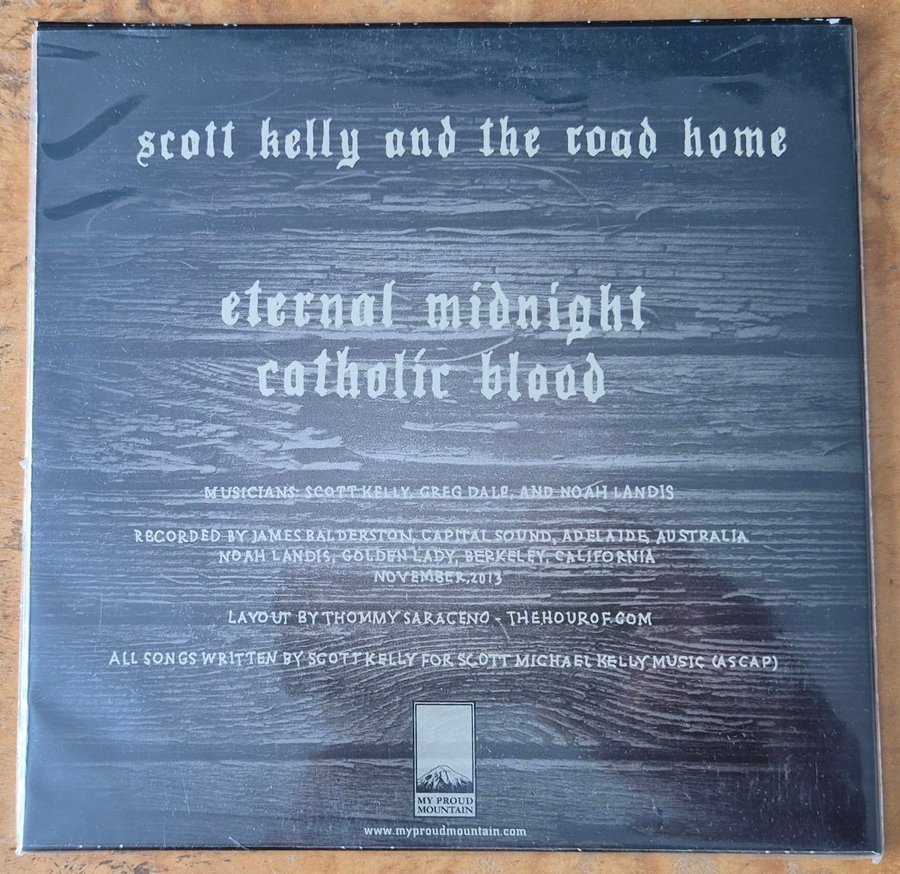 scott kelly and the road home
eternal midnight
catholic blood
MUSICIANS: SCOTT KELLY, GREG DALE, AND NOAH LANDIS
RECORDED BY JAMES BALDERSTON, CAPITAL SOUND, ADELAIDE, AUSTRALIA
NOAH LANDIS, GOLDEN LADY, BERKELEY, CALIFORNIA
NOVEMBER, 2013
LAYOUT BY THOMMY SARACENO - THEHOUROF.COM
ALL SONGS WRITTEN BY SCOTT KELLY FOR SCOTT MICHAEL KELLY MUSIC (ASCAP)
MY PROUD
MOUNTAIN
www.myproudmountain.com